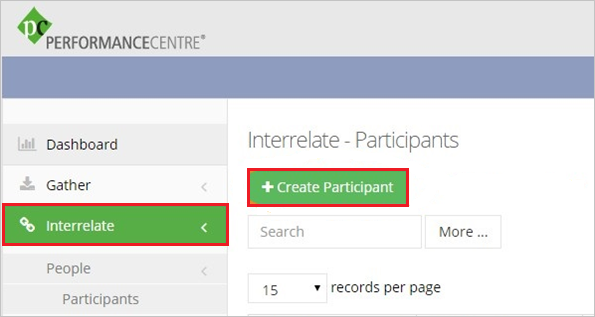 pc
PERFORMANCECENTRE®
Dashboard
Gather
Interrelate
People
Participants
Interrelate - Participants
+ Create Participant
Search
More ...
15 records per page